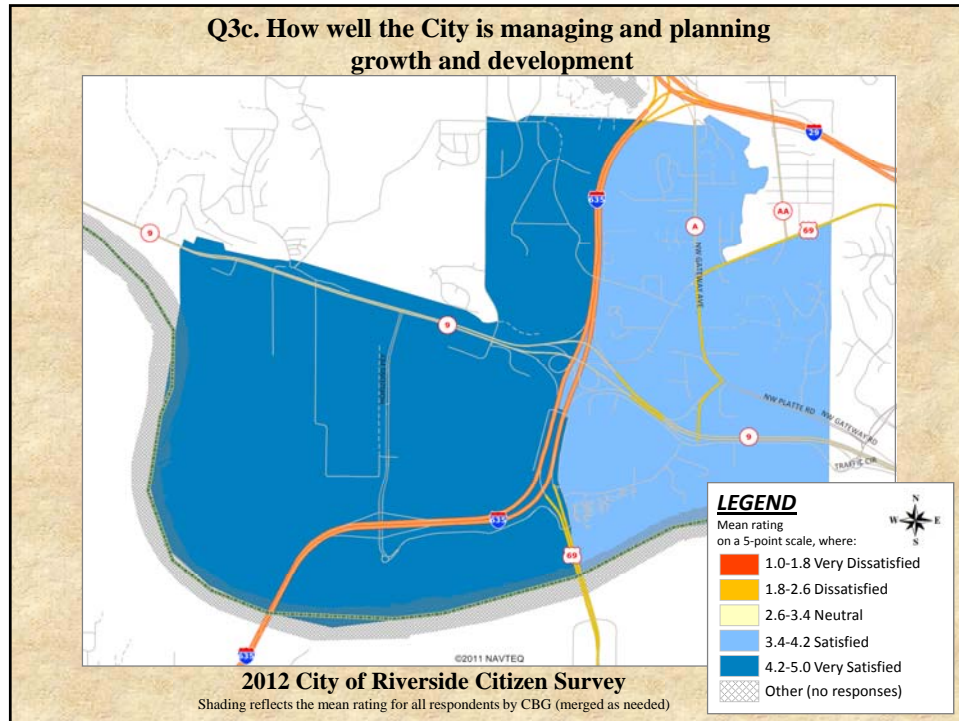 Q3c. How well the City is managing and planning
growth and development
29
635
A
AA
69
9
NW GATEWAY AVE
9
NW PLATTE RD
NW GATEWAY RD
9
TRAFFIC CIR
635
69
635
©2011 NAVTEQ
LEGEND
Mean rating
on a 5-point scale, where:
N
W E
S
1.0-1.8 Very Dissatisfied
1.8-2.6 Dissatisfied
2.6-3.4 Neutral
3.4-4.2 Satisfied
4.2-5.0 Very Satisfied
Other (no responses)
2012 City of Riverside Citizen Survey
Shading reflects the mean rating for all respondents by CBG (merged as needed)